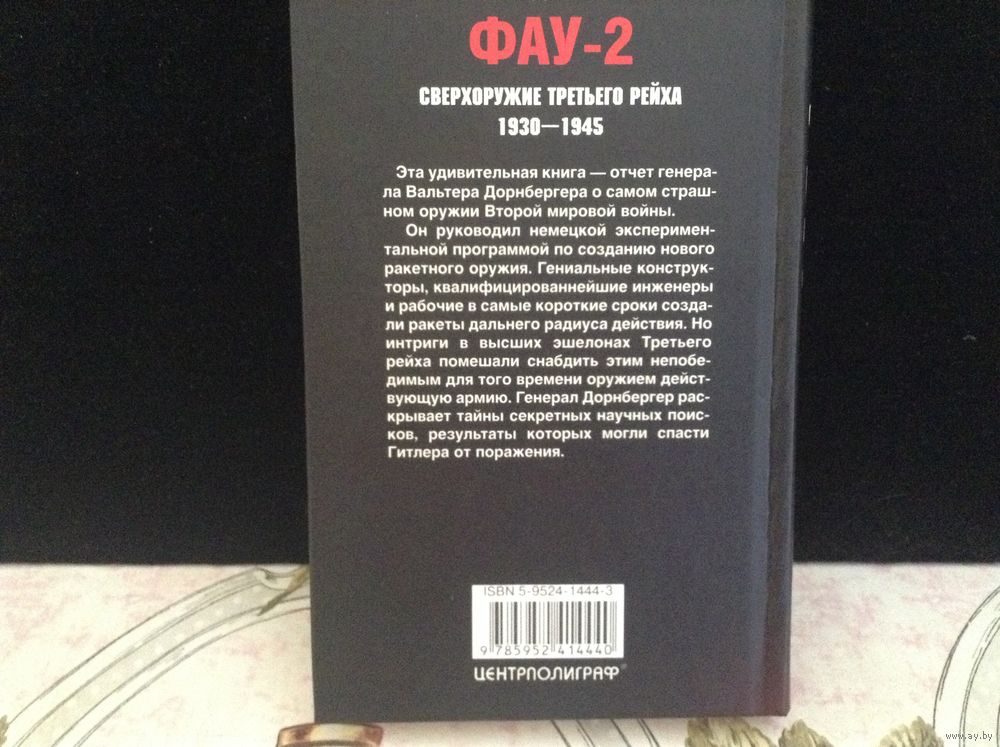 ФАУ-2
СВЕРХОРУЖИЕ ТРЕТЬЕГО РЕЙХА
1930—1945
Эта удивительная книга — отчет генера-
ла Вальтера Дорнбергера о самом страш-
ном оружии Второй мировой войны.
Он руководил немецкой эксперимен-
тальной программой по созданию нового
ракетного оружия. Гениальные конструк-
торы, квалифицированнейшие инженеры
и рабочие в самые короткие сроки созда-
ли ракеты дальнего радиуса действия. Но
интриги в высших эшелонах Третьего
рейха помешали снабдить этим непобе-
димым для того времени оружием дейст-
вующую армию. Генерал Дорнбергер рас-
крывает тайны секретных научных поис-
ков, результаты которых могли спасти
Гитлера от поражения.
ISBN 5-9524-1444-3
9 785952 414440
ЦЕНТРПОЛИГРАФ®
www.ay.by